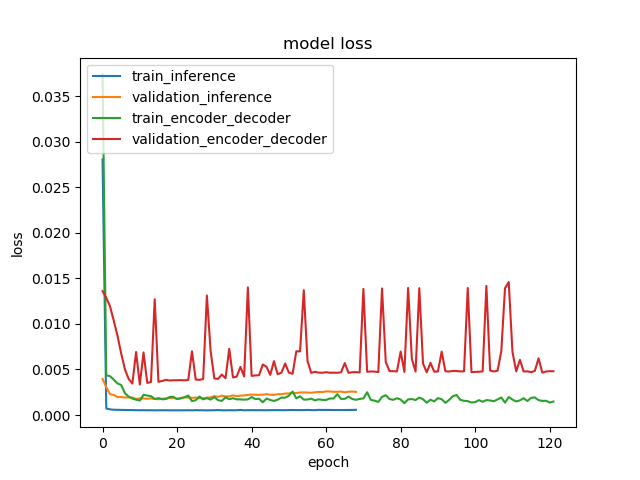 model loss
train_inference
validation_inference
train_encoder_decoder
validation_encoder_decoder
loss
0.035
0.030
0.025
0.020
0.015
0.010
0.005
0.000
0 20 40 60 80 100 120
epoch